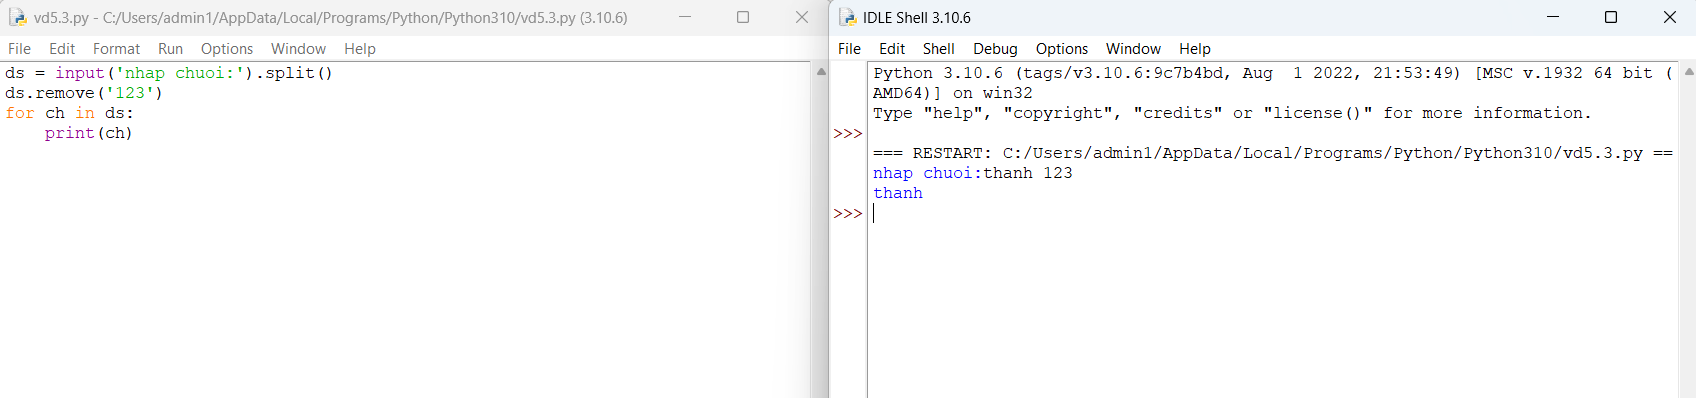 vd5.3.py - C:/Users/admin1/AppData/Local/Programs/Python/Python310/vd5.3.py (3.10.6)
File Edit Format Run Options Window Help
ds = input('nhap chuoi:').split()
ds.remove('123')
for ch in ds:
    print(ch)
IDLE Shell 3.10.6
File Edit Shell Debug Options Window Help
Python 3.10.6 (tags/v3.10.6:9c7b4bd, Aug  1 2022, 21:53:49) [MSC v.1932 64 bit (
AMD64)] on win32
Type "help", "copyright", "credits" or "license()" for more information.
>>>
=== RESTART: C:/Users/admin1/AppData/Local/Programs/Python/Python310/vd5.3.py ==
nhap chuoi:thanh 123
thanh
>>>